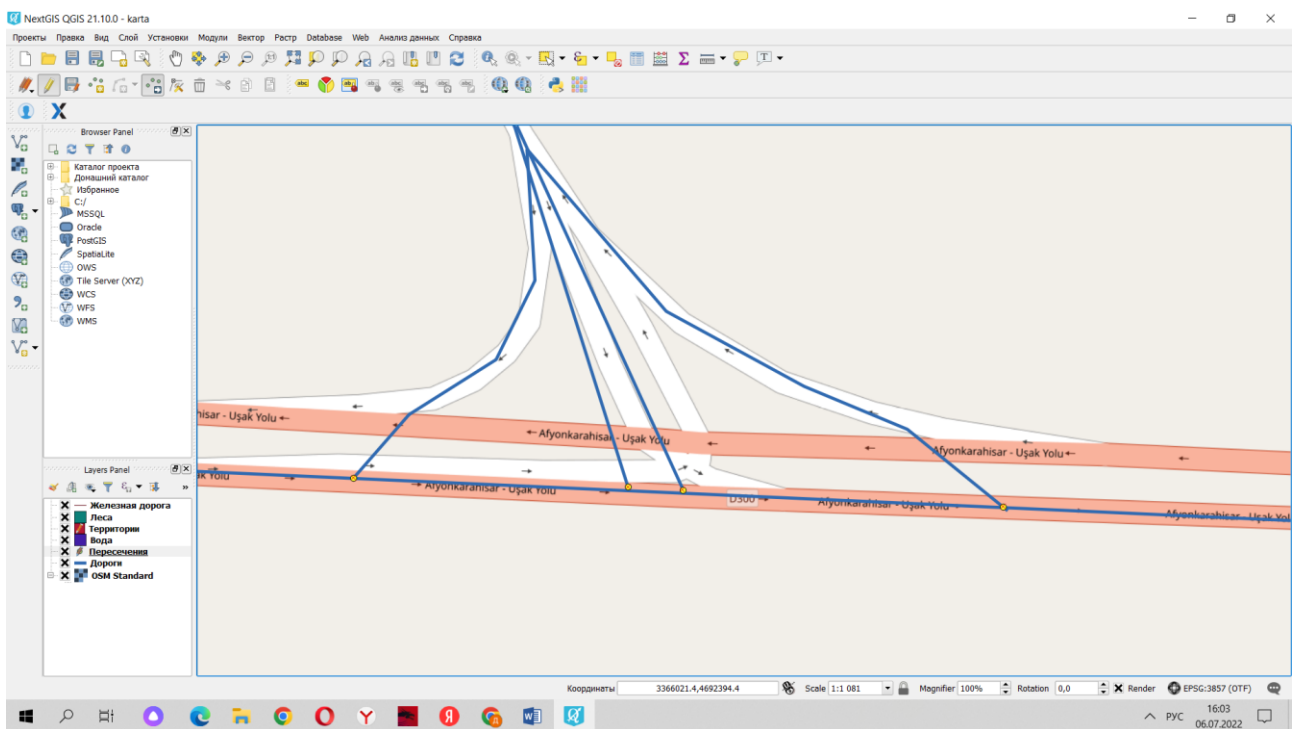 NextGIS QGIS 21.10.0 - karta
Проекты Правка Вид Слой Установки Модули Вектор Растр Database Web Анализ данных Справка
Browser Panel
Каталог проекта
Домашний каталог
Избранное
C:/
MSSQL
Oracle
PostGIS
SpatiaLite
OWS
Tile Server (XYZ)
WCS
WFS
WMS
Layers Panel
Железная дорога
Леса
Территории
Вода
Пересечения
Дороги
OSM Standard
hisar - Uşak Yolu
Afyonkarahisar - Uşak Yolu
Afyonkarahisar - Uşak Yolu
ak Yolu
Afyonkarahisar - Uşak Yolu
D300
Afyonkarahisar - Uşak Yolu
Afyonkarahisar - Uşak Yol
Координаты 3366021.4,4692394.4 Scale 1:1 081 Magnifier 100% Rotation 0,0 Render EPSG:3857 (OTF)
РУС 16:03
06.07.2022